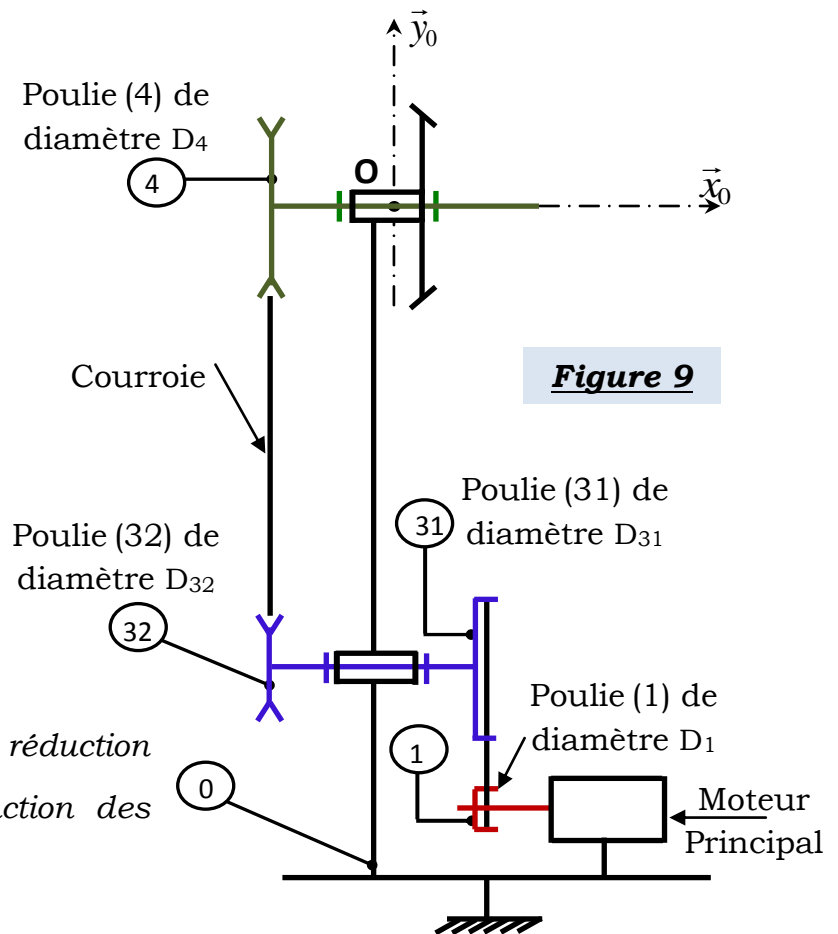 y₀
Poulie (4) de
diamètre D₄
4
O
x₀
Courroie
Figure 9
Poulie (31) de
diamètre D₃₁
31
Poulie (32) de
diamètre D₃₂
32
Poulie (1) de
diamètre D₁
1
réduction
0
ction des
Moteur
Principal